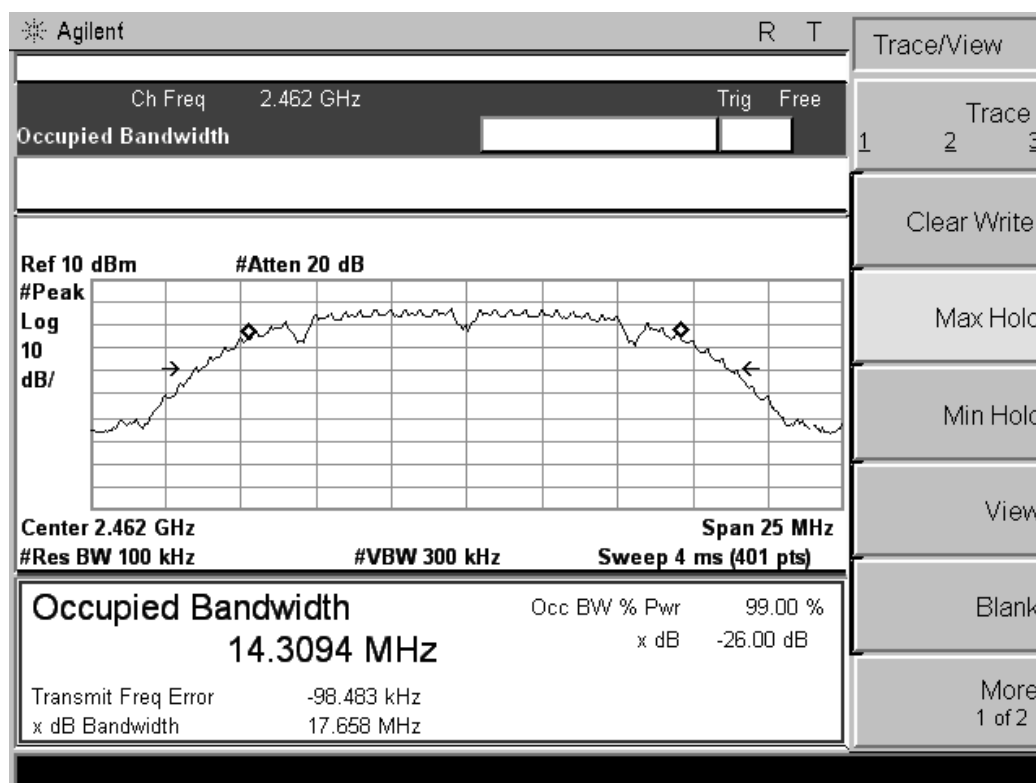 Agilent R T
Trace/View
Ch Freq 2.462 GHz Trig Free
Occupied Bandwidth
Trace
1 2 3
Clear Write
Max Hold
Min Hold
View
Blank
More
1 of 2
Ref 10 dBm #Atten 20 dB
#Peak
Log
10
dB/
Center 2.462 GHz Span 25 MHz
#Res BW 100 kHz #VBW 300 kHz Sweep 4 ms (401 pts)
Occupied Bandwidth
14.3094 MHz
Occ BW % Pwr 99.00 %
x dB -26.00 dB
Transmit Freq Error -98.483 kHz
x dB Bandwidth 17.658 MHz